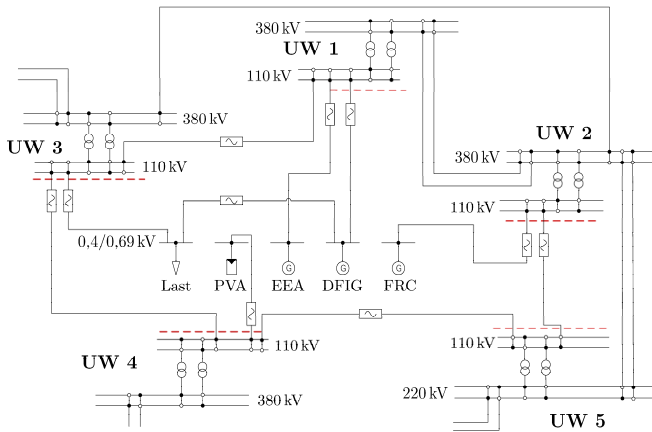 380 kV
UW 1
110 kV
380 kV
UW 3
110 kV
UW 2
380 kV
110 kV
0,4/0,69 kV
G
G
G
Last
PVA
EEA
DFIG
FRC
UW 4
110 kV
380 kV
110 kV
220 kV
UW 5